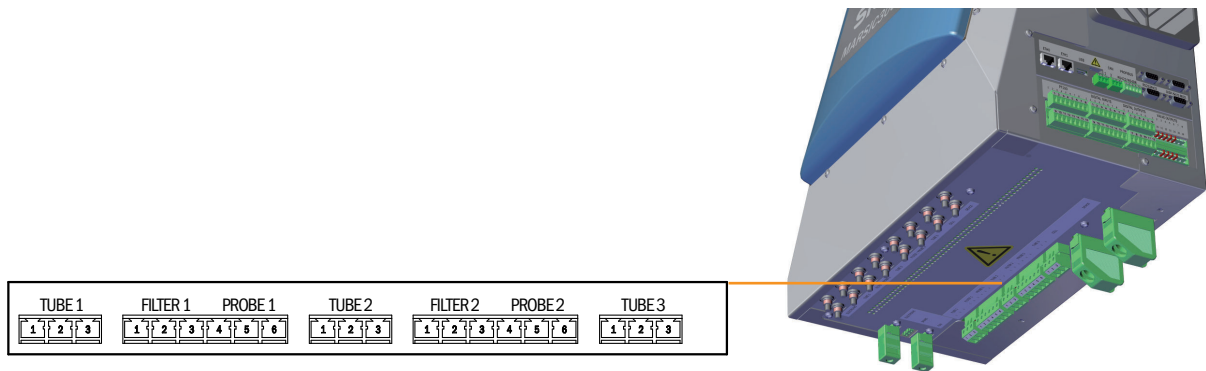 MARSIC300
TUBE 1 FILTER 1 PROBE 1 TUBE 2 FILTER 2 PROBE 2 TUBE 3
1 2 3 1 2 3 4 5 6 1 2 3 1 2 3 4 5 6 1 2 3